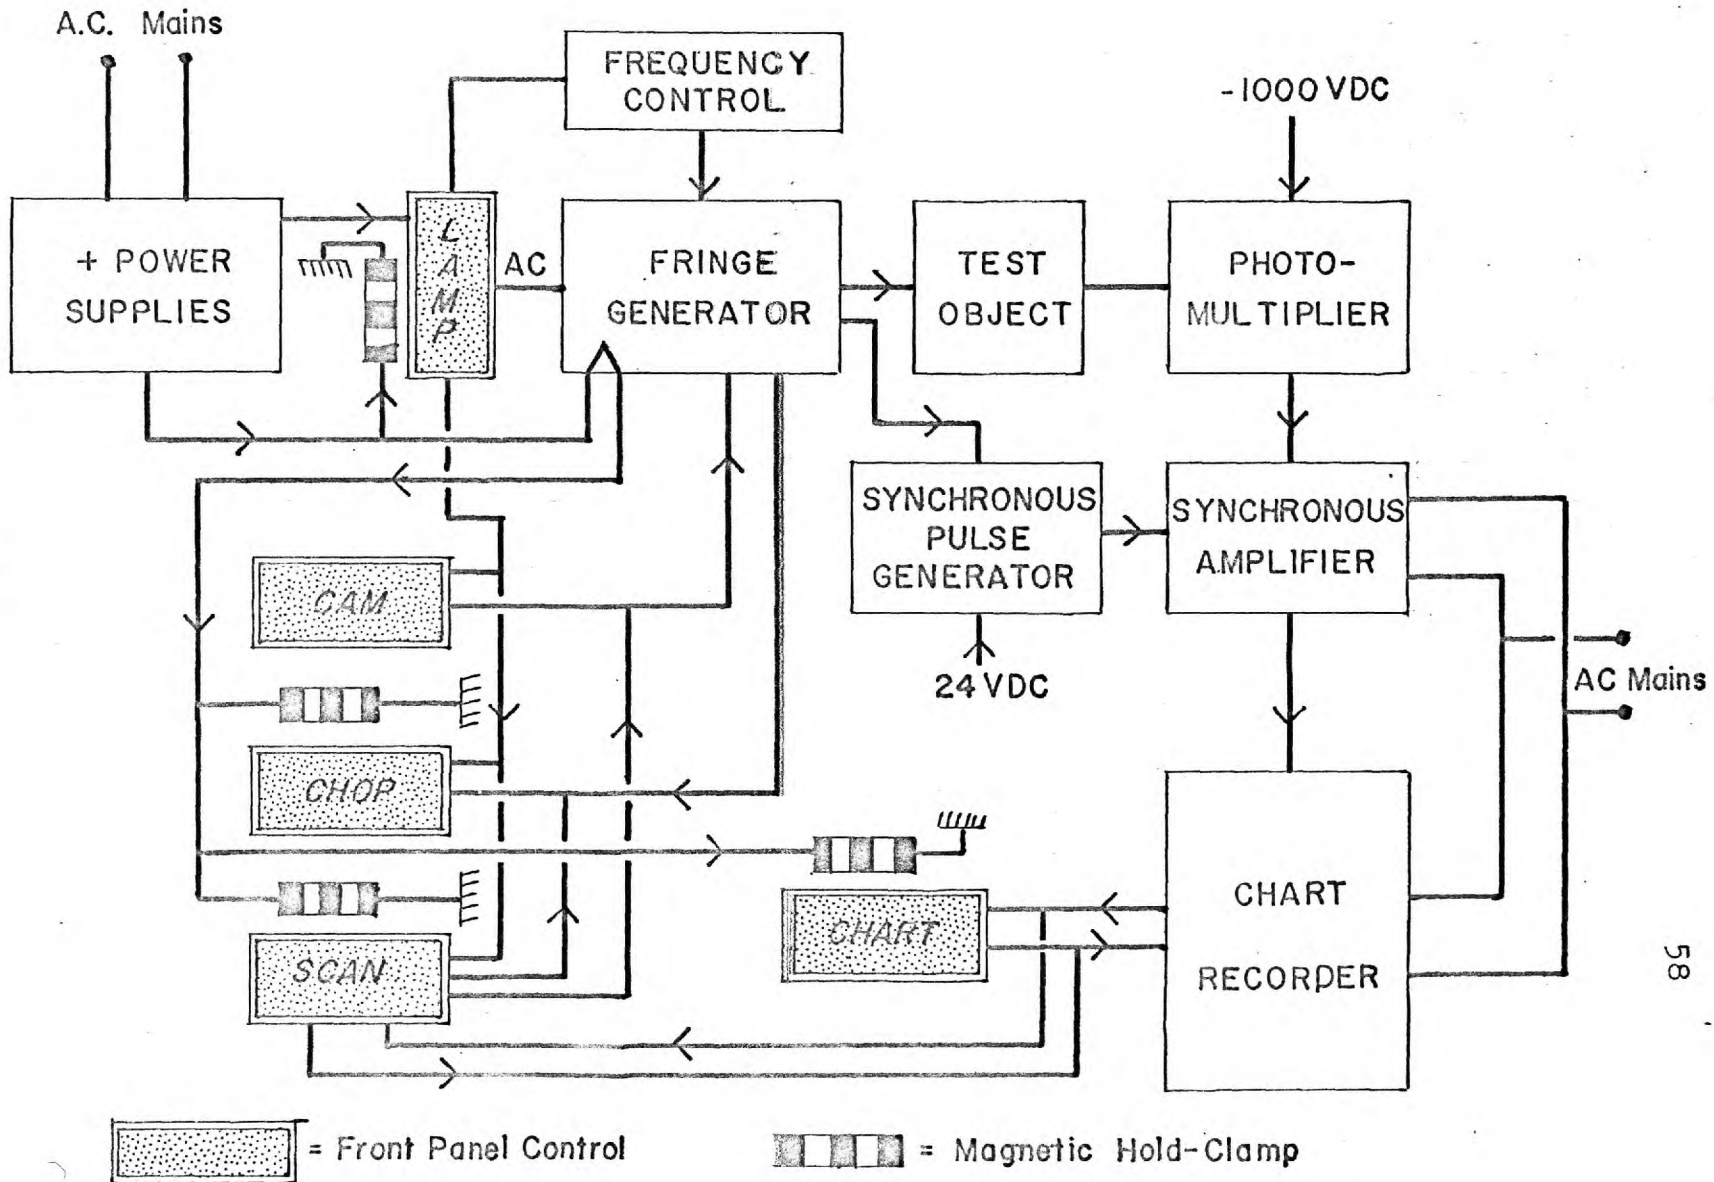 A.C. Mains
FREQUENCY
CONTROL
-1000 VDC
+ POWER
SUPPLIES
LAMP
AC
FRINGE
GENERATOR
TEST
OBJECT
PHOTO-
MULTIPLIER
SYNCHRONOUS
PULSE
GENERATOR
SYNCHRONOUS
AMPLIFIER
CAM
24 VDC
AC Mains
CHOP
CHART
CHART
RECORDER
SCAN
58
= Front Panel Control
= Magnetic Hold-Clamp